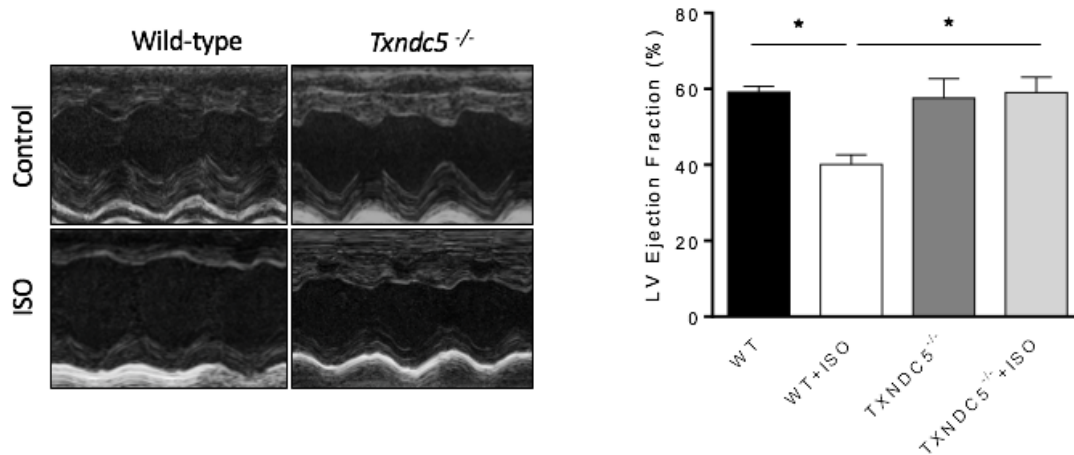 Wild-type
Txndc5 -/-
Control
ISO
LV Ejection Fraction (%)
80
60
40
20
0
*
*
WT
WT+ISO
TXNDC5-/-
TXNDC5-/-+ISO